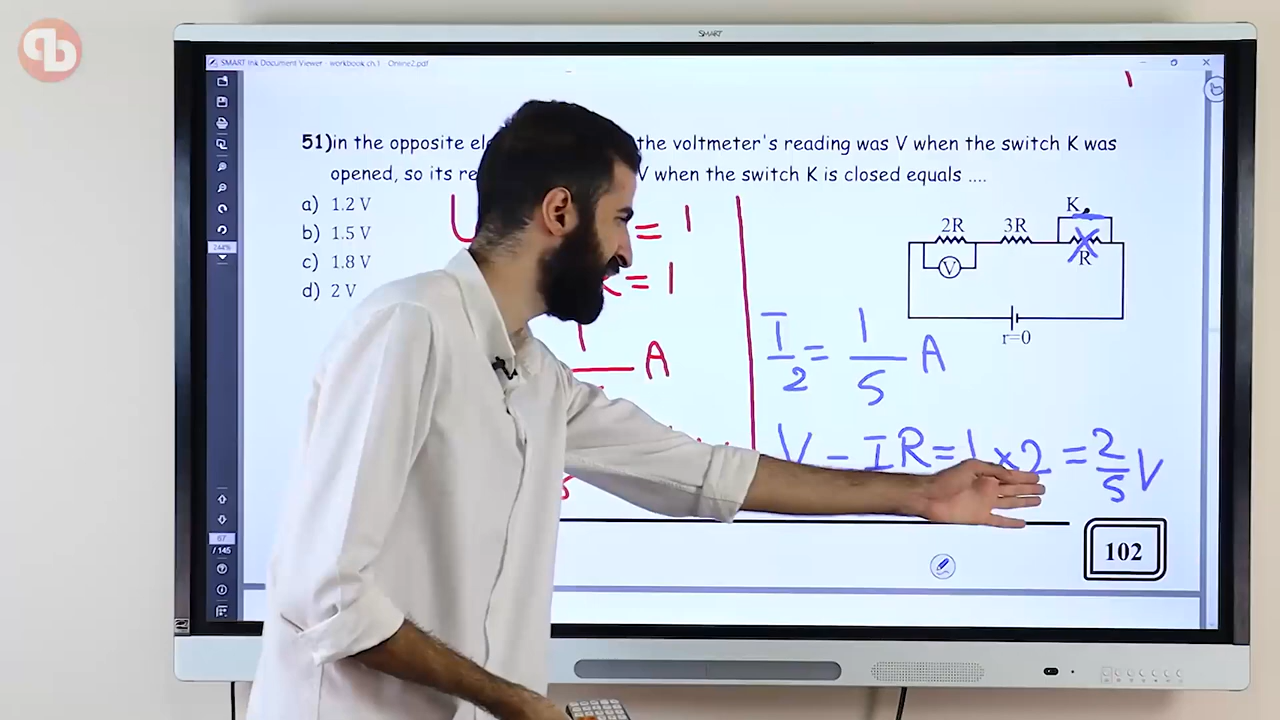 SMART
SMART Ink Document Viewer - workbook ch.1 Online2.pdf
51)in the opposite the voltmeter's reading was V when the switch K was
opened, so its V when the switch K is closed equals ....
a) 1.2 V
b) 1.5 V
c) 1.8 V
d) 2 V
= 1
= 1
A
K
2R 3R
V
R
r=0
I/2 = 1/5 A
V - IR = 1 x 2 = 2/5 V
244%
67
/ 145
102